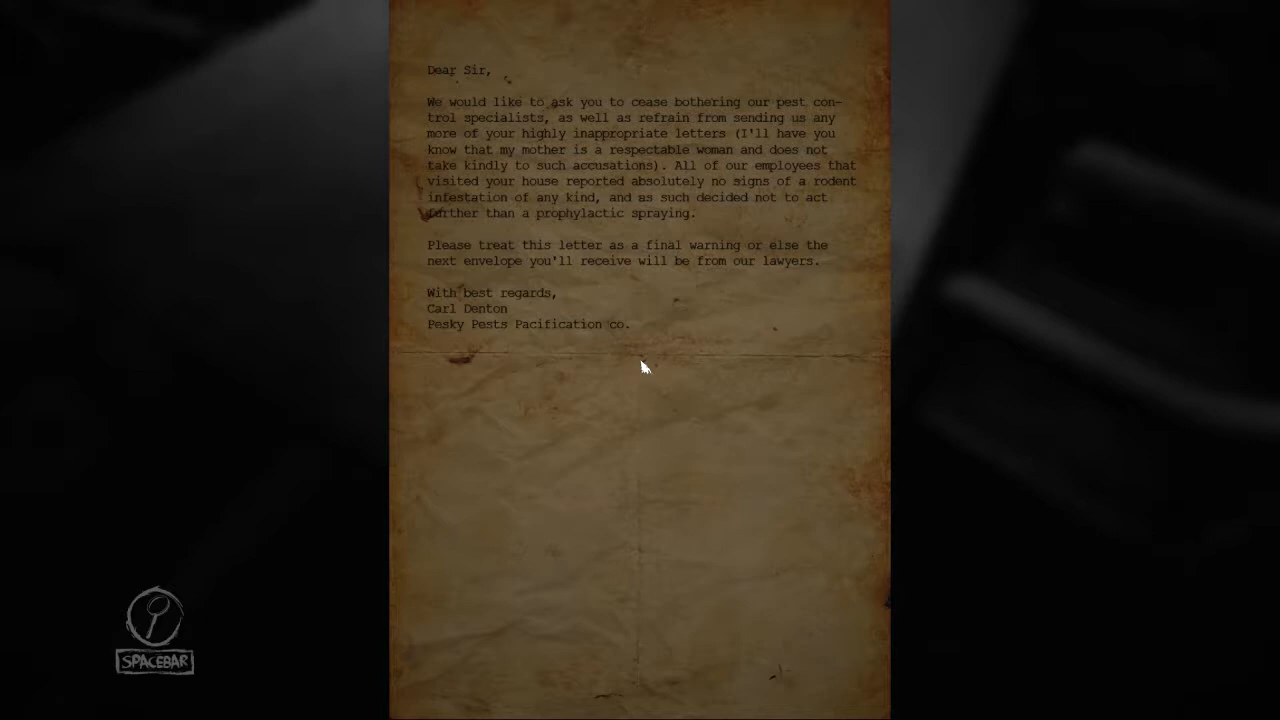 Dear Sir,
We would like to ask you to cease bothering our pest con-
trol specialists, as well as refrain from sending us any
more of your highly inappropriate letters (I'll have you
know that my mother is a respectable woman and does not
take kindly to such accusations). All of our employees that
visited your house reported absolutely no signs of a rodent
infestation of any kind, and as such decided not to act
further than a prophylactic spraying.
Please treat this letter as a final warning or else the
next envelope you'll receive will be from our lawyers.
With best regards,
Carl Denton
Pesky Pests Pacification co.
SPACEBAR